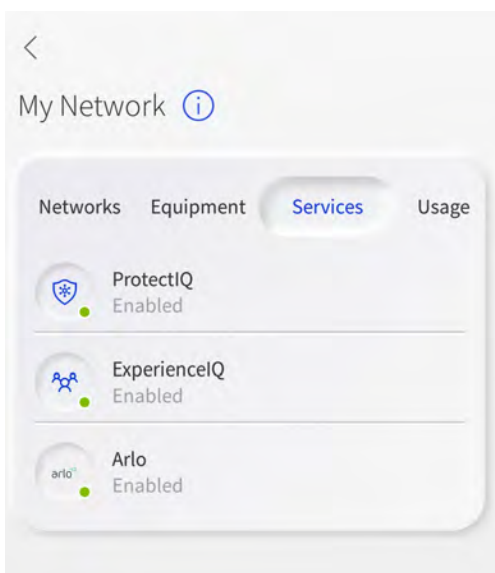 My Network
Networks Equipment Services Usage
ProtectIQ
Enabled
ExperienceIQ
Enabled
arlo
Arlo
Enabled